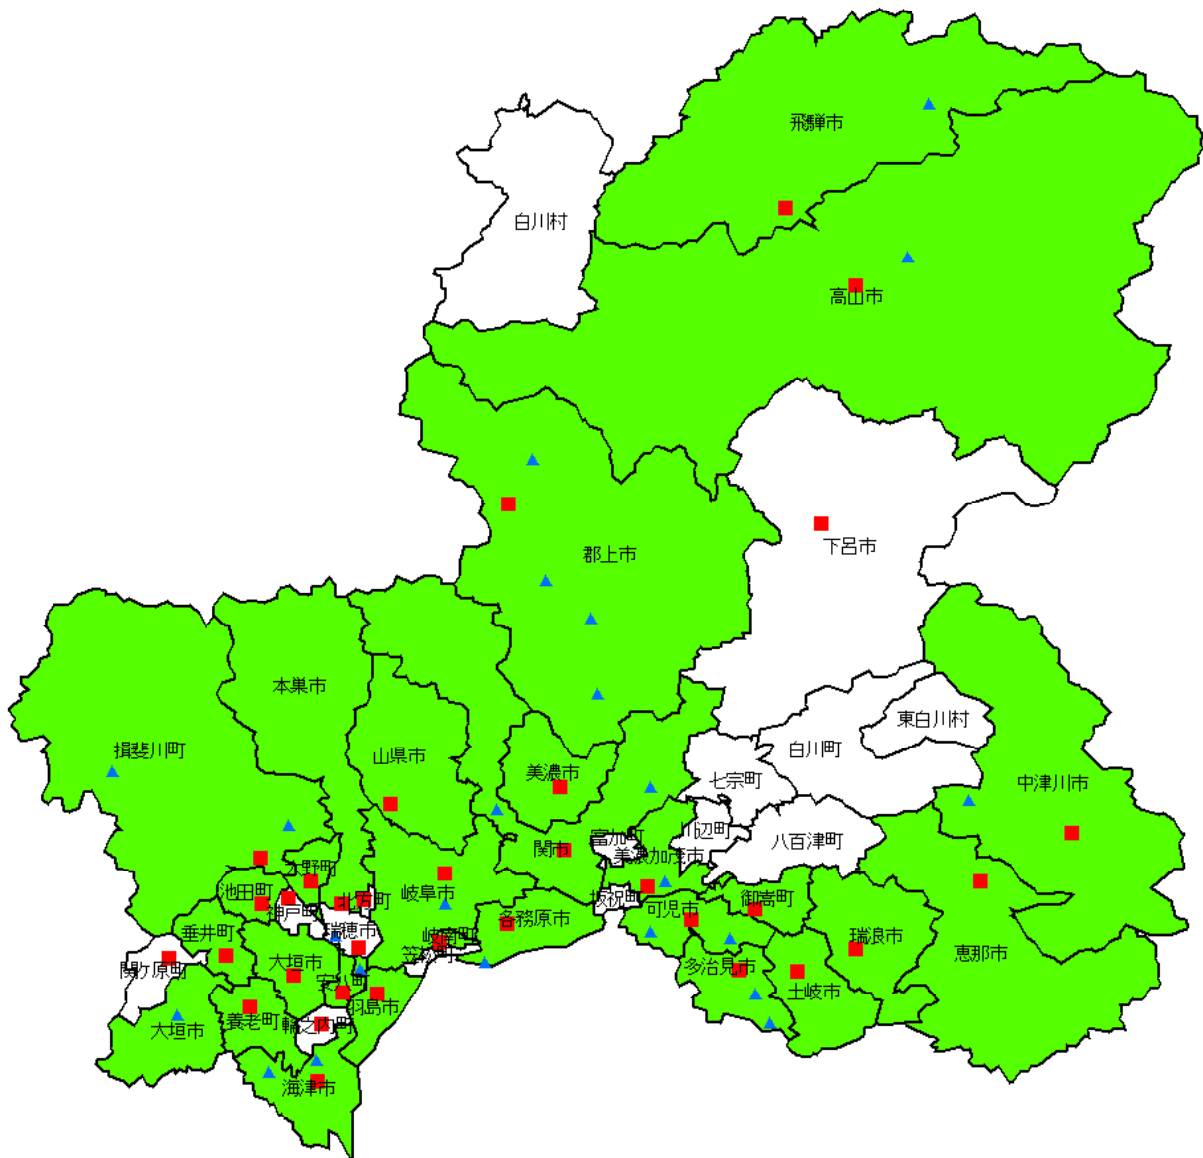 飛騨市
白川村
高山市
下呂市
郡上市
本巣市
東白川村
揖斐川町
山県市
白川町
美濃市
七宗町
中津川市
川辺町
富加町
八百津町
関市
美濃加茂市
大野町
池田町
岐阜市
御嵩町
坂祝町
北方町
神戸町
可児市
各務原市
瑞穂市
垂井町
岐南町
瑞浪市
笠松町
恵那市
大垣市
関ケ原町
多治見市
土岐市
安八町
羽島市
養老町
輪之内町
大垣市
海津市